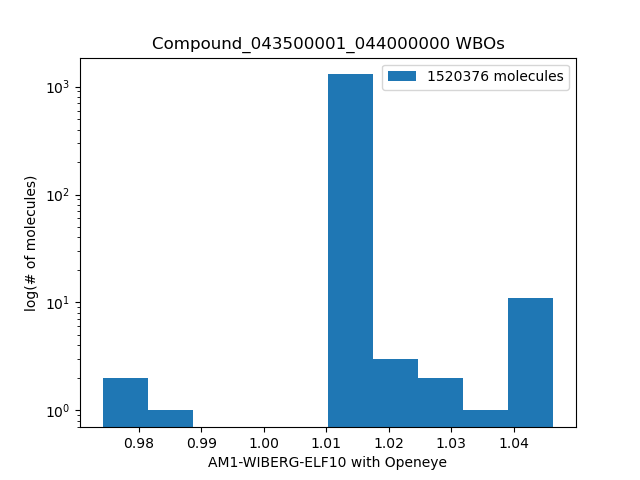 Compound_043500001_044000000 WBOs
1520376 molecules
log(# of molecules)
10³
10²
10¹
10⁰
0.98 0.99 1.00 1.01 1.02 1.03 1.04
AM1-WIBERG-ELF10 with Openeye